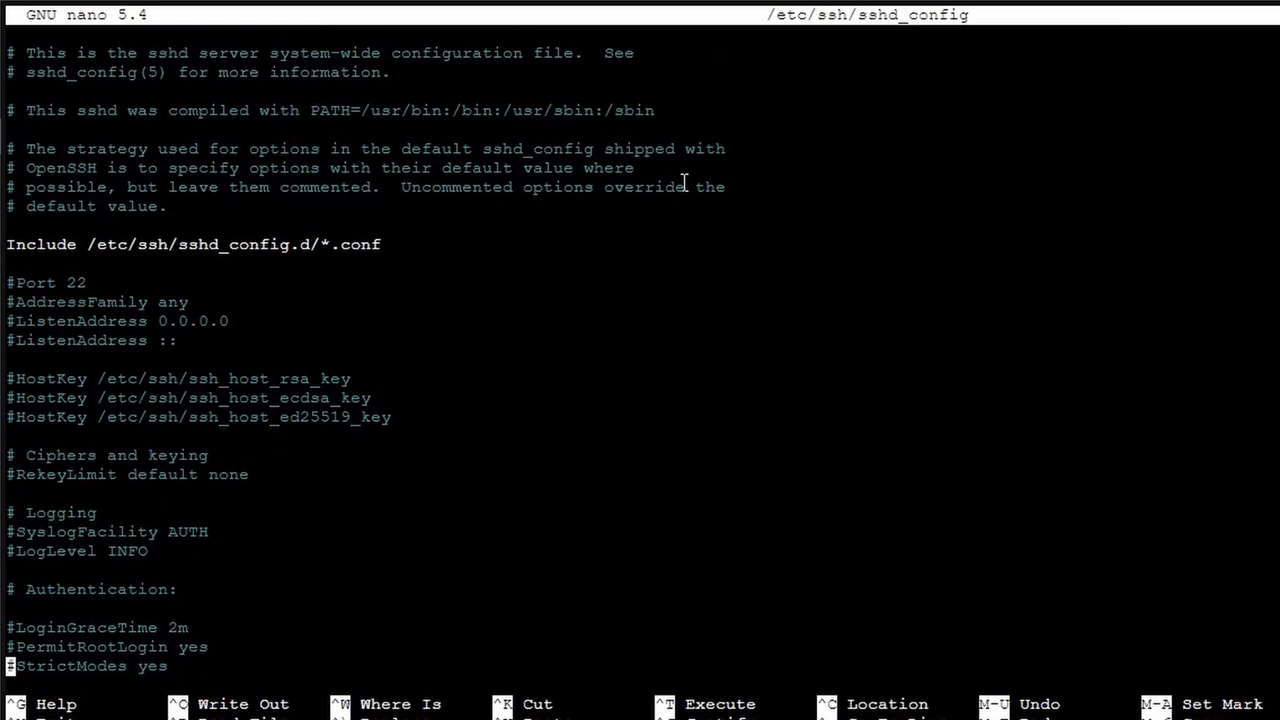 GNU nano 5.4 /etc/ssh/sshd_config
# This is the sshd server system-wide configuration file.  See
# sshd_config(5) for more information.
# This sshd was compiled with PATH=/usr/bin:/bin:/usr/sbin:/sbin
# The strategy used for options in the default sshd_config shipped with
# OpenSSH is to specify options with their default value where
# possible, but leave them commented.  Uncommented options override the
# default value.
Include /etc/ssh/sshd_config.d/*.conf
#Port 22
#AddressFamily any
#ListenAddress 0.0.0.0
#ListenAddress ::
#HostKey /etc/ssh/ssh_host_rsa_key
#HostKey /etc/ssh/ssh_host_ecdsa_key
#HostKey /etc/ssh/ssh_host_ed25519_key
# Ciphers and keying
#RekeyLimit default none
# Logging
#SyslogFacility AUTH
#LogLevel INFO
# Authentication:
#LoginGraceTime 2m
#PermitRootLogin yes
#StrictModes yes
^G Help ^O Write Out ^W Where Is ^K Cut ^T Execute ^C Location M-U Undo M-A Set Mark